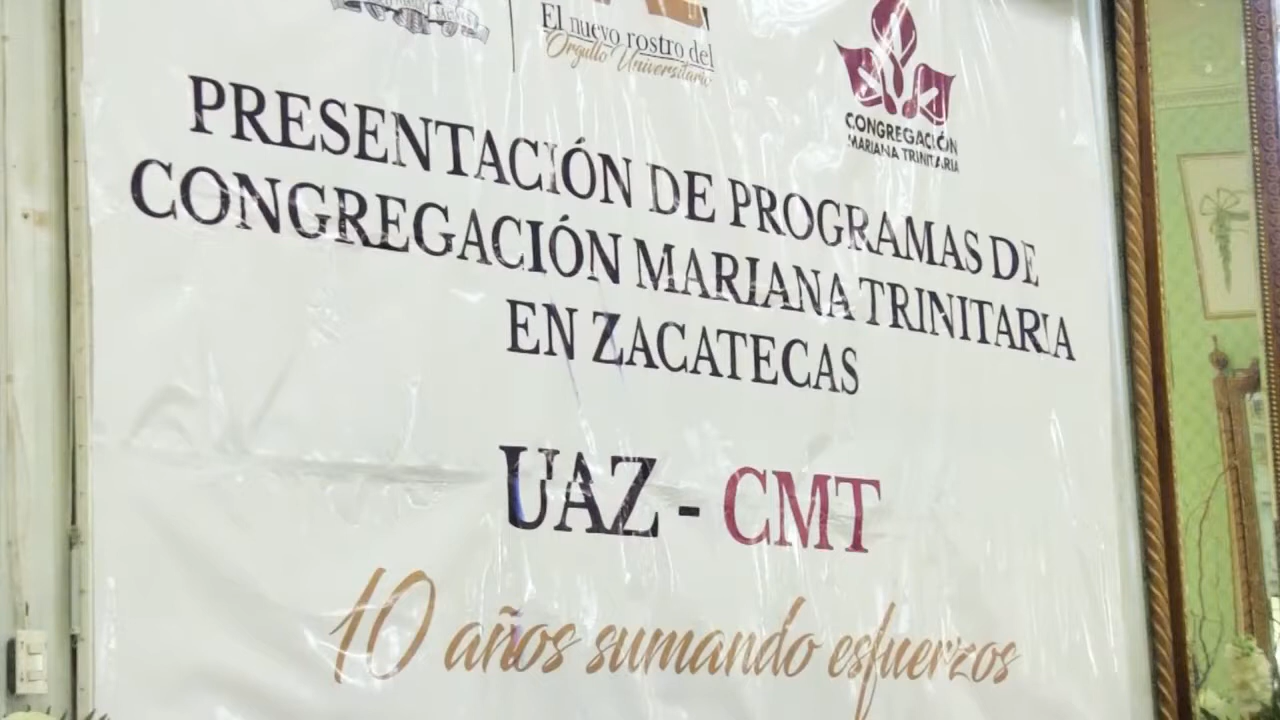 El nuevo rostro del
Orgullo Universitario
CONGREGACIÓN
MARIANA TRINITARIA
PRESENTACIÓN DE PROGRAMAS DE
CONGREGACIÓN MARIANA TRINITARIA
EN ZACATECAS
UAZ - CMT
10 años sumando esfuerzos